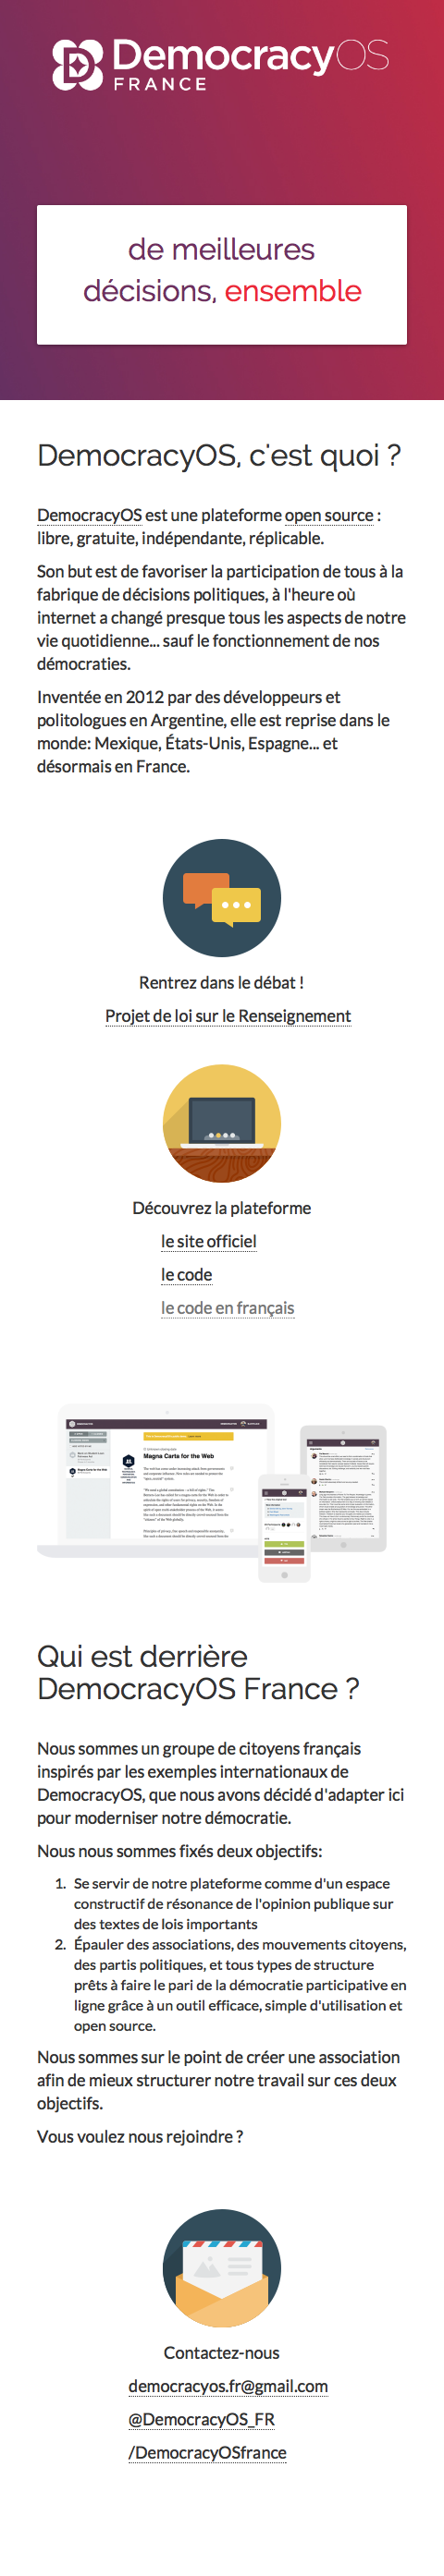 DemocracyOS
FRANCE
de meilleures
décisions, ensemble
DemocracyOS, c'est quoi ?
DemocracyOS est une plateforme open source :
libre, gratuite, indépendante, réplicable.
Son but est de favoriser la participation de tous à la
fabrique de décisions politiques, à l'heure où
internet a changé presque tous les aspects de notre
vie quotidienne... sauf le fonctionnement de nos
démocraties.
Inventée en 2012 par des développeurs et
politologues en Argentine, elle est reprise dans le
monde: Mexique, États-Unis, Espagne... et
désormais en France.
Rentrez dans le débat !
Projet de loi sur le Renseignement
Découvrez la plateforme
le site officiel
le code
le code en français
Magna Carta for the Web
Qui est derrière
DemocracyOS France ?
Nous sommes un groupe de citoyens français
inspirés par les exemples internationaux de
DemocracyOS, que nous avons décidé d'adapter ici
pour moderniser notre démocratie.
Nous nous sommes fixés deux objectifs:
1. Se servir de notre plateforme comme d'un espace
constructif de résonance de l'opinion publique sur
des textes de lois importants
2. Épauler des associations, des mouvements citoyens,
des partis politiques, et tous types de structure
prêts à faire le pari de la démocratie participative en
ligne grâce à un outil efficace, simple d'utilisation et
open source.
Nous sommes sur le point de créer une association
afin de mieux structurer notre travail sur ces deux
objectifs.
Vous voulez nous rejoindre ?
Contactez-nous
democracyos.fr@gmail.com
@DemocracyOS_FR
/DemocracyOSfrance